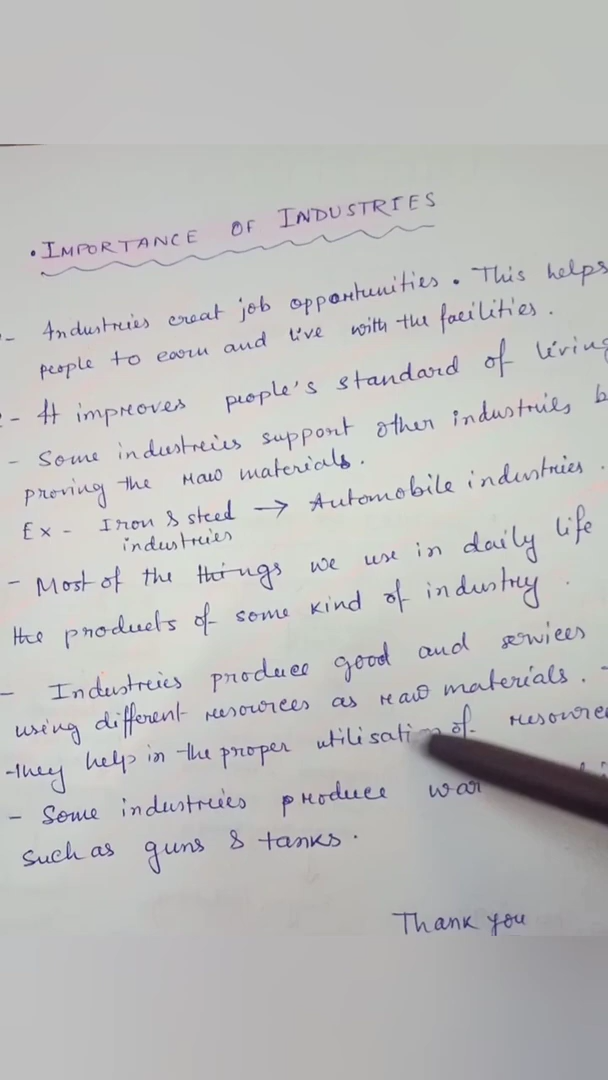 • IMPORTANCE OF INDUSTRIES
- Industries creat job opportunities. This helps
people to earn and live with the facilities.
- It improves people's standard of living
- Some industries support other industries b
proving the raw materials.
Ex - Iron & steed → Automobile industries.
industries
- Most of the things we use in daily life
the products of some kind of industry.
- Industries produce good and services
using different resources as raw materials. -
-they help in the proper utilisati of resource
- Some industries produce war
such as guns & tanks.
Thank you